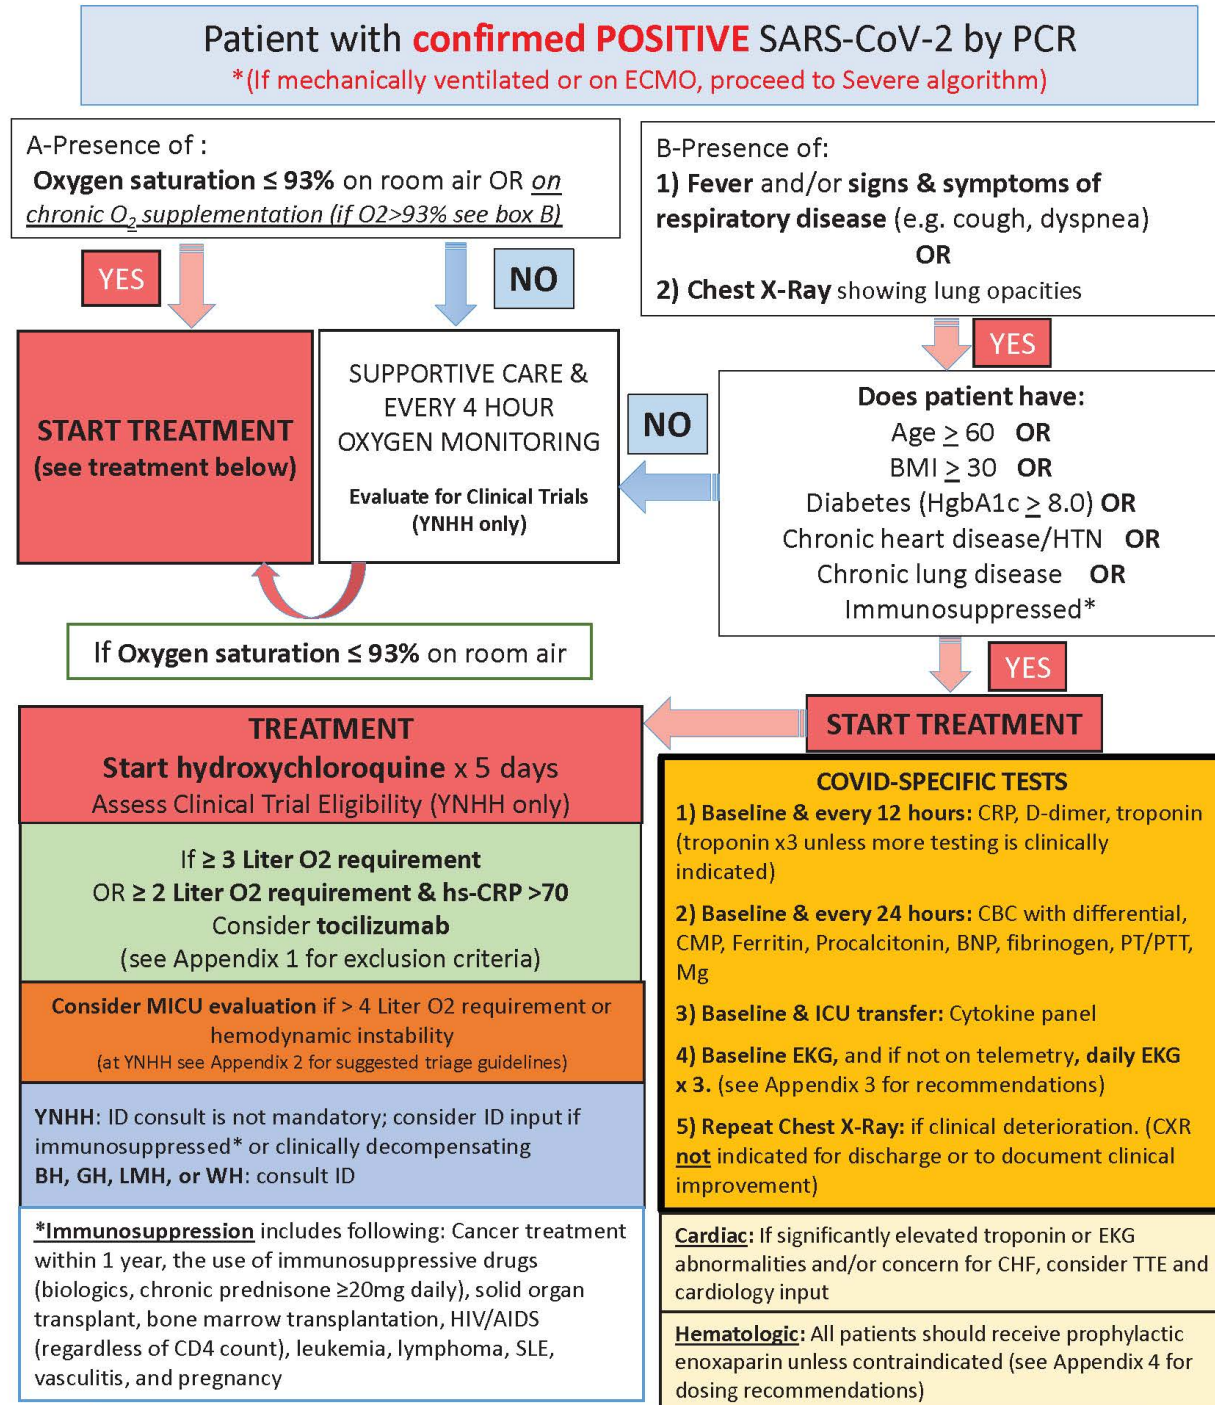 Patient with confirmed POSITIVE SARS-CoV-2 by PCR
*(If mechanically ventilated or on ECMO, proceed to Severe algorithm)
A-Presence of :
Oxygen saturation ≤ 93% on room air OR on
chronic O2 supplementation (if O2>93% see box B)
YES
NO
B-Presence of:
1) Fever and/or signs & symptoms of
respiratory disease (e.g. cough, dyspnea)
OR
2) Chest X-Ray showing lung opacities
YES
START TREATMENT
(see treatment below)
SUPPORTIVE CARE &
EVERY 4 HOUR
OXYGEN MONITORING
Evaluate for Clinical Trials
(YNHH only)
NO
Does patient have:
Age ≥ 60 OR
BMI ≥ 30 OR
Diabetes (HgbA1c ≥ 8.0) OR
Chronic heart disease/HTN OR
Chronic lung disease OR
Immunosuppressed*
If Oxygen saturation ≤ 93% on room air
YES
START TREATMENT
TREATMENT
Start hydroxychloroquine x 5 days
Assess Clinical Trial Eligibility (YNHH only)
If ≥ 3 Liter O2 requirement
OR ≥ 2 Liter O2 requirement & hs-CRP >70
Consider tocilizumab
(see Appendix 1 for exclusion criteria)
Consider MICU evaluation if > 4 Liter O2 requirement or
hemodynamic instability
(at YNHH see Appendix 2 for suggested triage guidelines)
YNHH: ID consult is not mandatory; consider ID input if
immunosuppressed* or clinically decompensating
BH, GH, LMH, or WH: consult ID
*Immunosuppression includes following: Cancer treatment
within 1 year, the use of immunosuppressive drugs
(biologics, chronic prednisone ≥20mg daily), solid organ
transplant, bone marrow transplantation, HIV/AIDS
(regardless of CD4 count), leukemia, lymphoma, SLE,
vasculitis, and pregnancy
COVID-SPECIFIC TESTS
1) Baseline & every 12 hours: CRP, D-dimer, troponin
(troponin x3 unless more testing is clinically
indicated)
2) Baseline & every 24 hours: CBC with differential,
CMP, Ferritin, Procalcitonin, BNP, fibrinogen, PT/PTT,
Mg
3) Baseline & ICU transfer: Cytokine panel
4) Baseline EKG, and if not on telemetry, daily EKG
x 3. (see Appendix 3 for recommendations)
5) Repeat Chest X-Ray: if clinical deterioration. (CXR
not indicated for discharge or to document clinical
improvement)
Cardiac: If significantly elevated troponin or EKG
abnormalities and/or concern for CHF, consider TTE and
cardiology input
Hematologic: All patients should receive prophylactic
enoxaparin unless contraindicated (see Appendix 4 for
dosing recommendations)